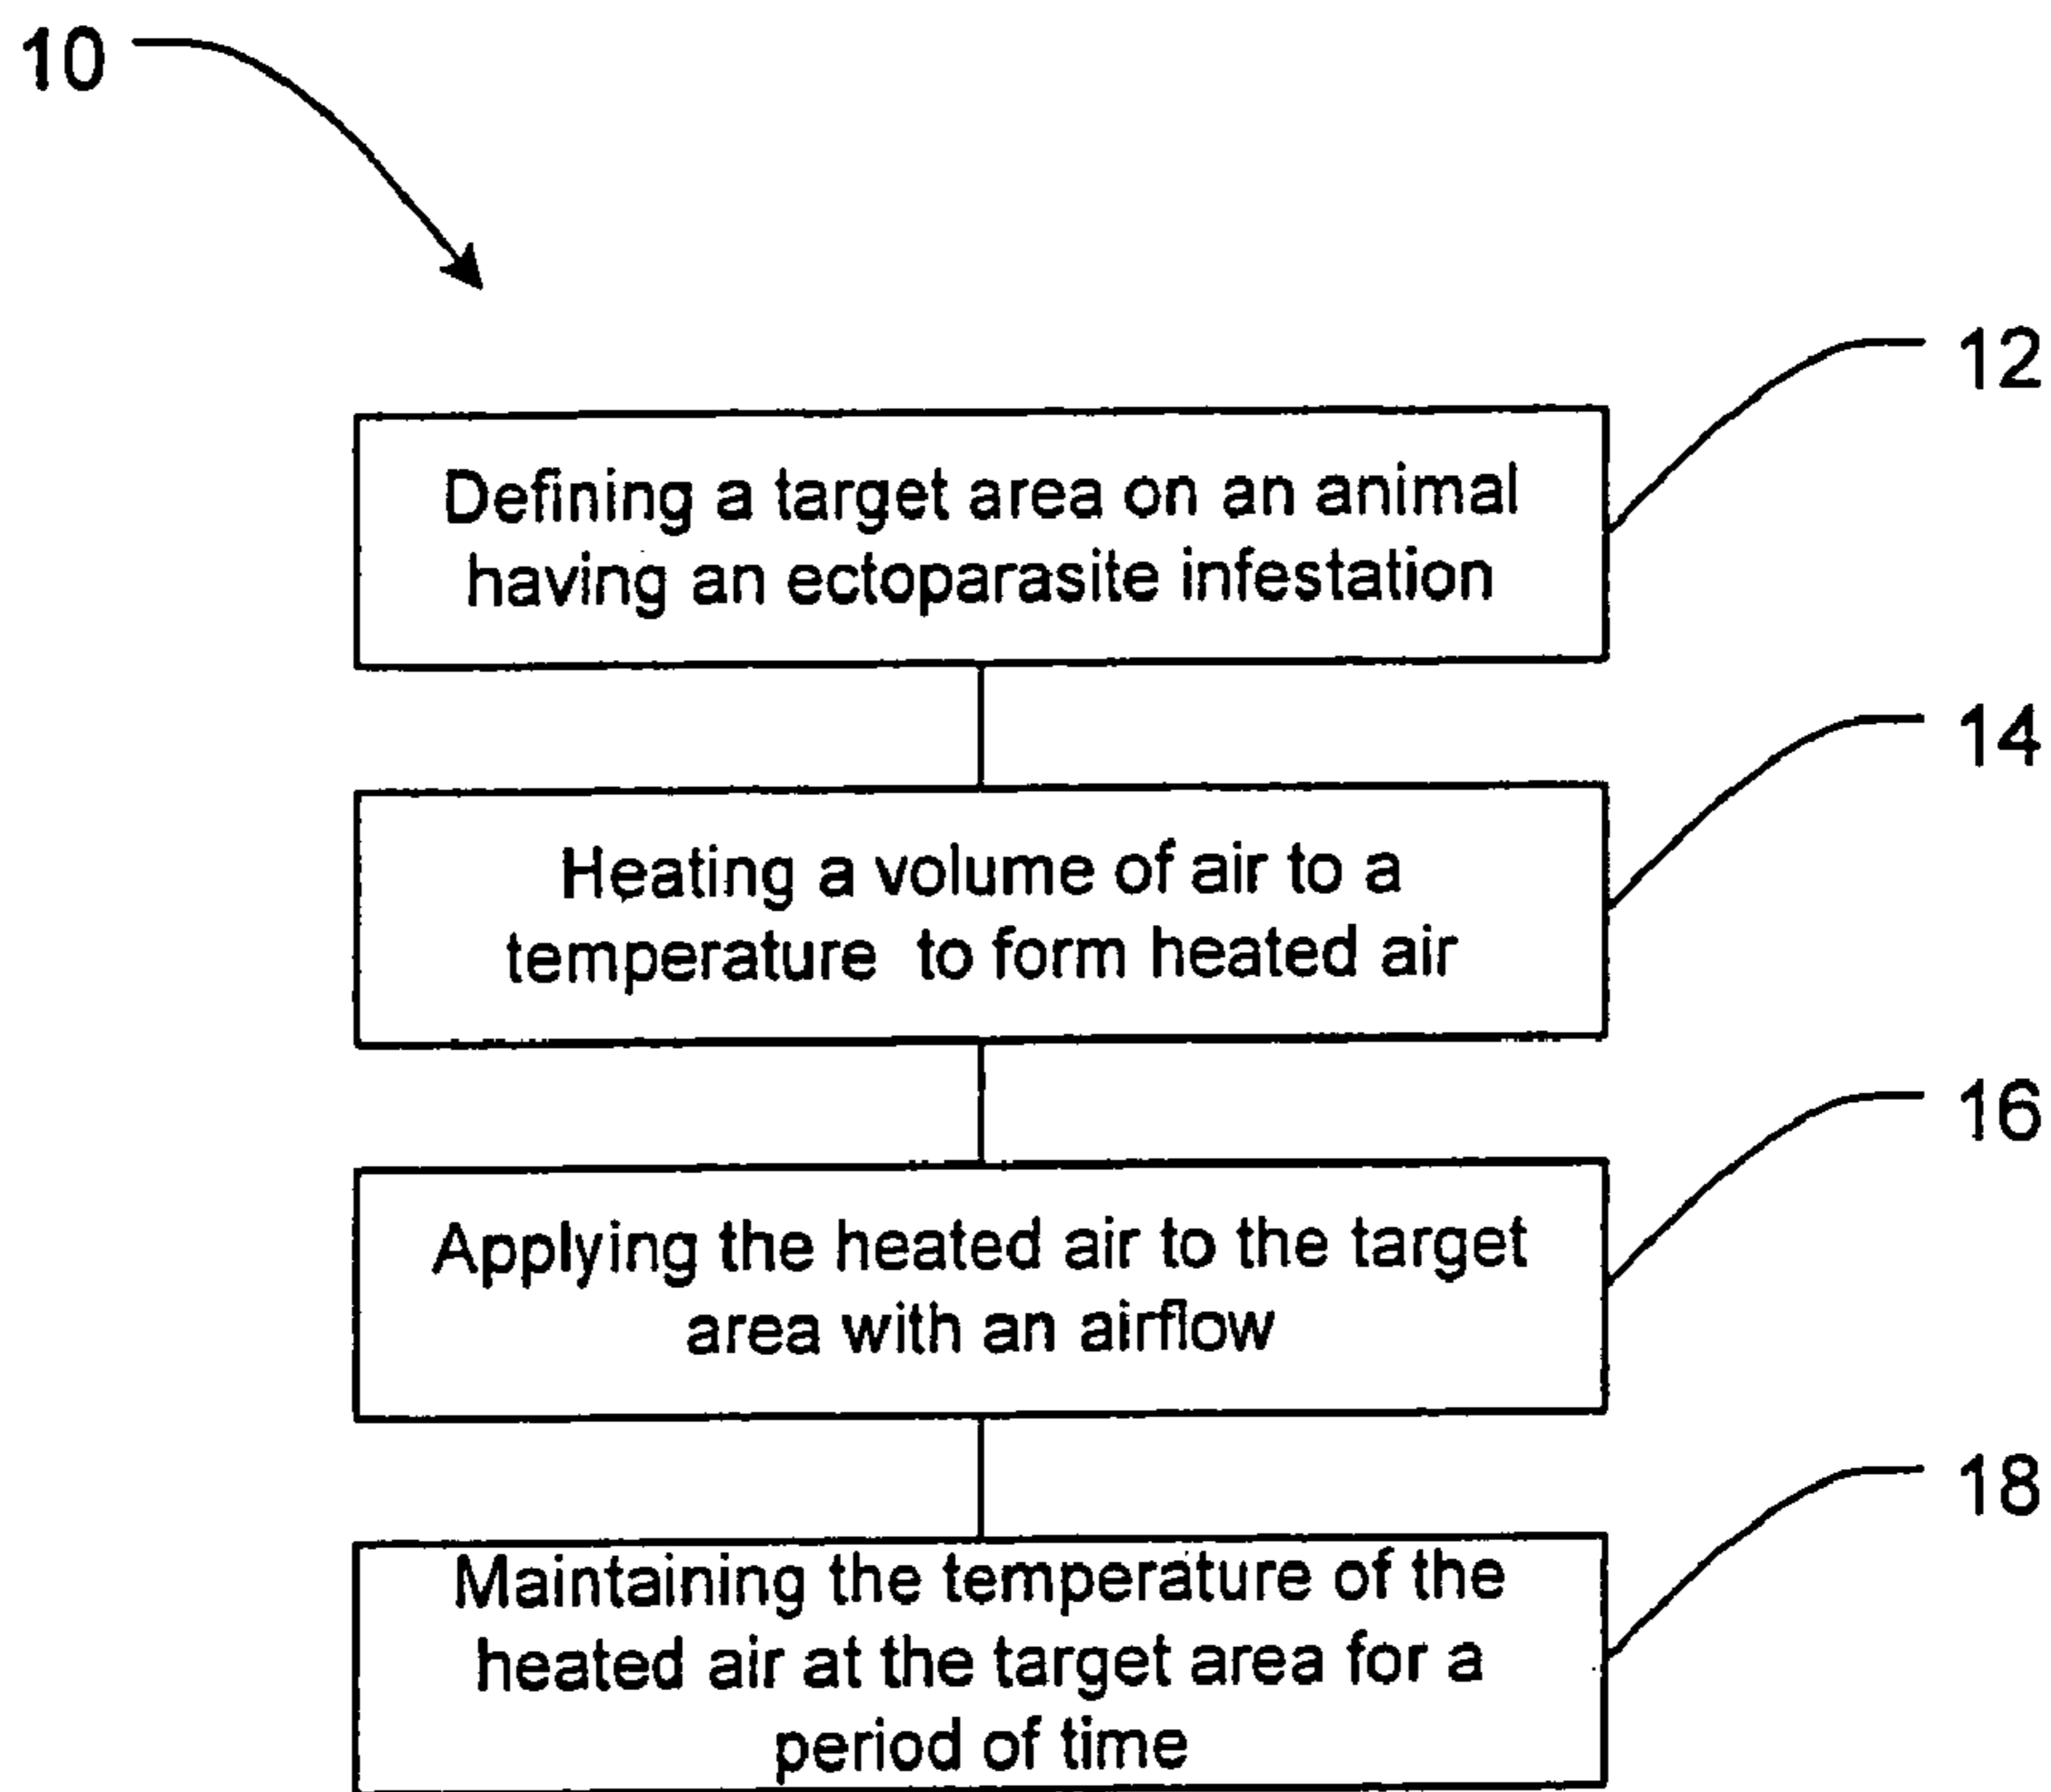 10
12
Defining a target area on an animal
having an ectoparasite infestation
14
Heating a volume of air to a
temperature to form heated air
16
Applying the heated air to the target
area with an airflow
18
Maintaining the temperature of the
heated air at the target area for a
period of time